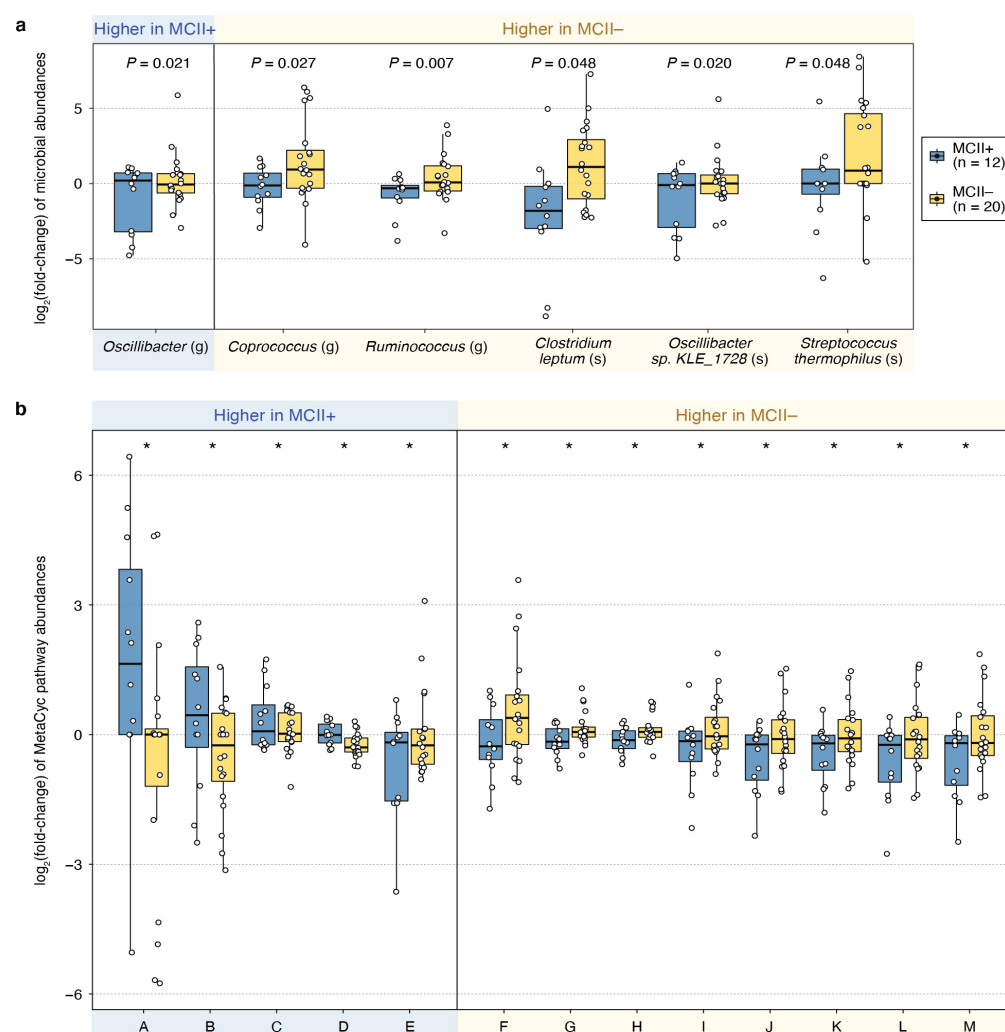 a
Higher in MCII+ Higher in MCII–
P = 0.021 P = 0.027 P = 0.007 P = 0.048 P = 0.020 P = 0.048
log2(fold-change) of microbial abundances
5
0
–5
MCII+
(n = 12)
MCII–
(n = 20)
Oscillibacter (g) Coprococcus (g) Ruminococcus (g) Clostridium leptum (s) Oscillibacter sp. KLE_1728 (s) Streptococcus thermophilus (s)
b
Higher in MCII+ Higher in MCII–
* * * * * * * * * * * * *
log2(fold-change) of MetaCyc pathway abundances
6
3
0
–3
–6
A B C D E F G H I J K L M